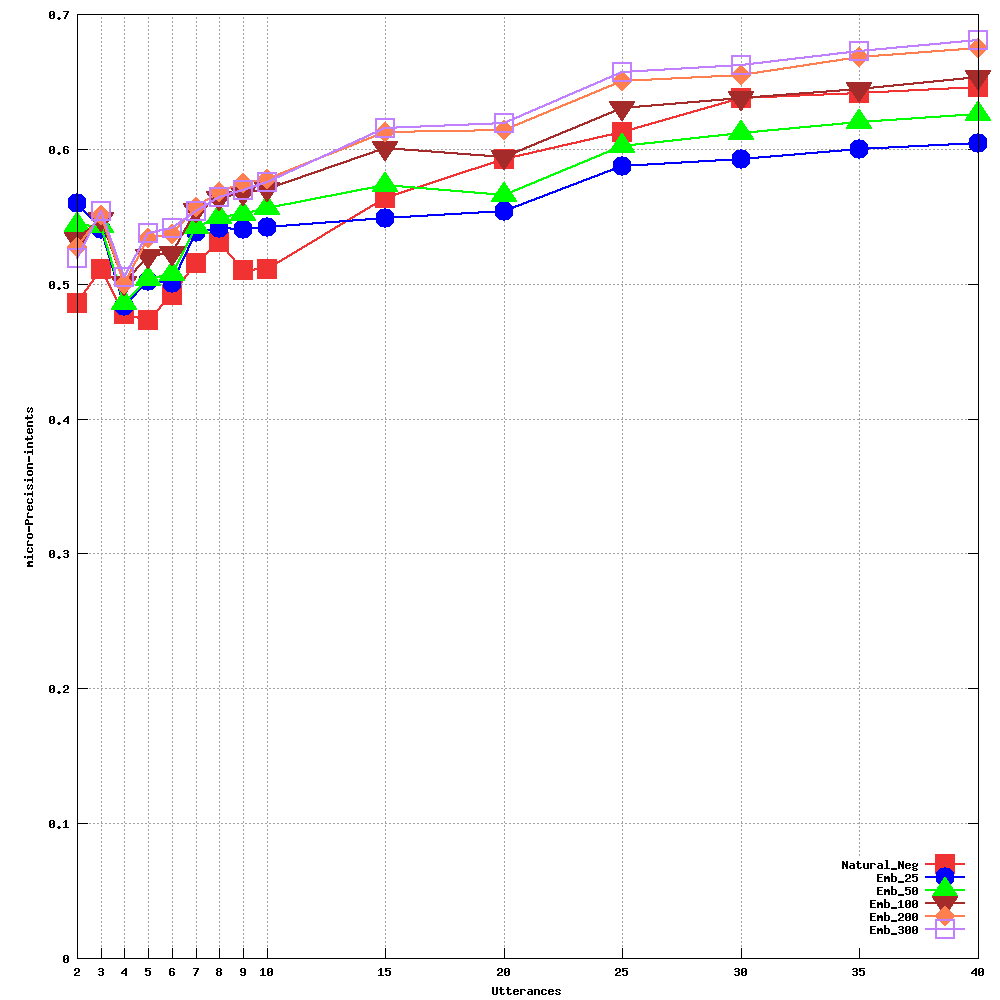 0.7
0.6
0.5
0.4
0.3
0.2
0.1
0
micro-Precision-intents
2 3 4 5 6 7 8 9 10 15 20 25 30 35 40
Utterances
Natural_Neg
Emb_25
Emb_50
Emb_100
Emb_200
Emb_300